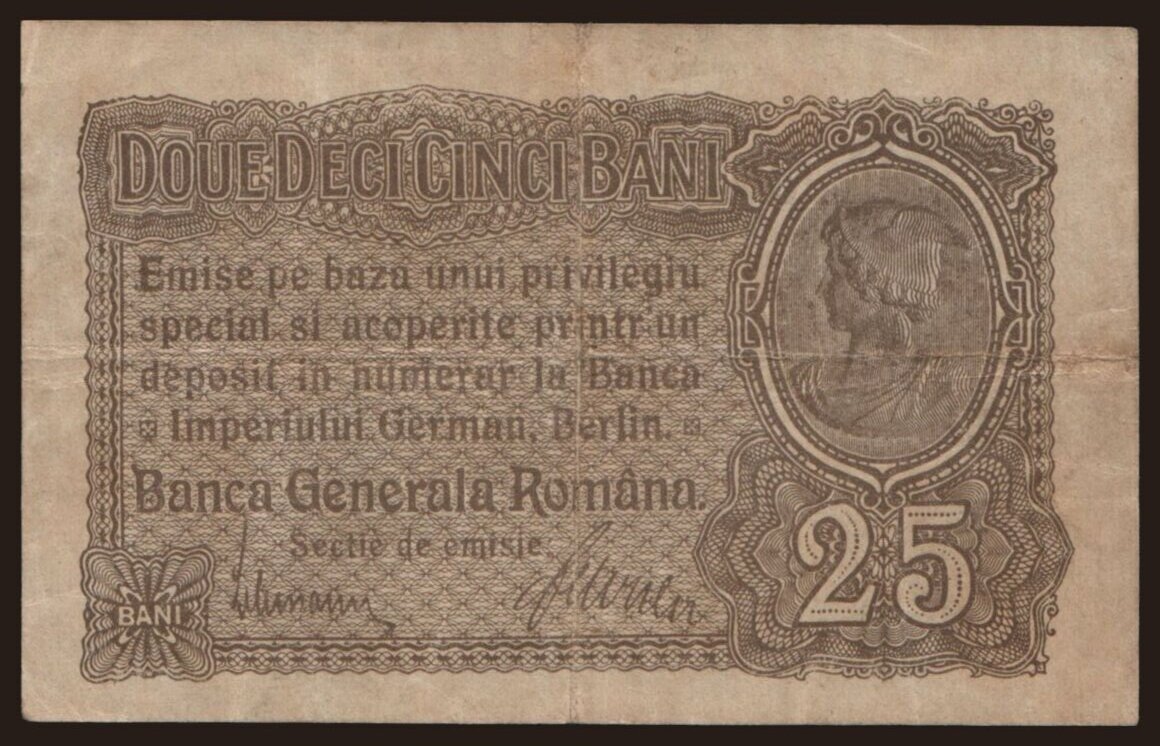 DOUE DECI CINCI BANI
Emise pe baza unui privilegiu
special si acoperite printr'un
deposit in numerar la Banca
Imperiului German, Berlin.
Banca Generala Româna.
Sectie de emisie.
25
BANI